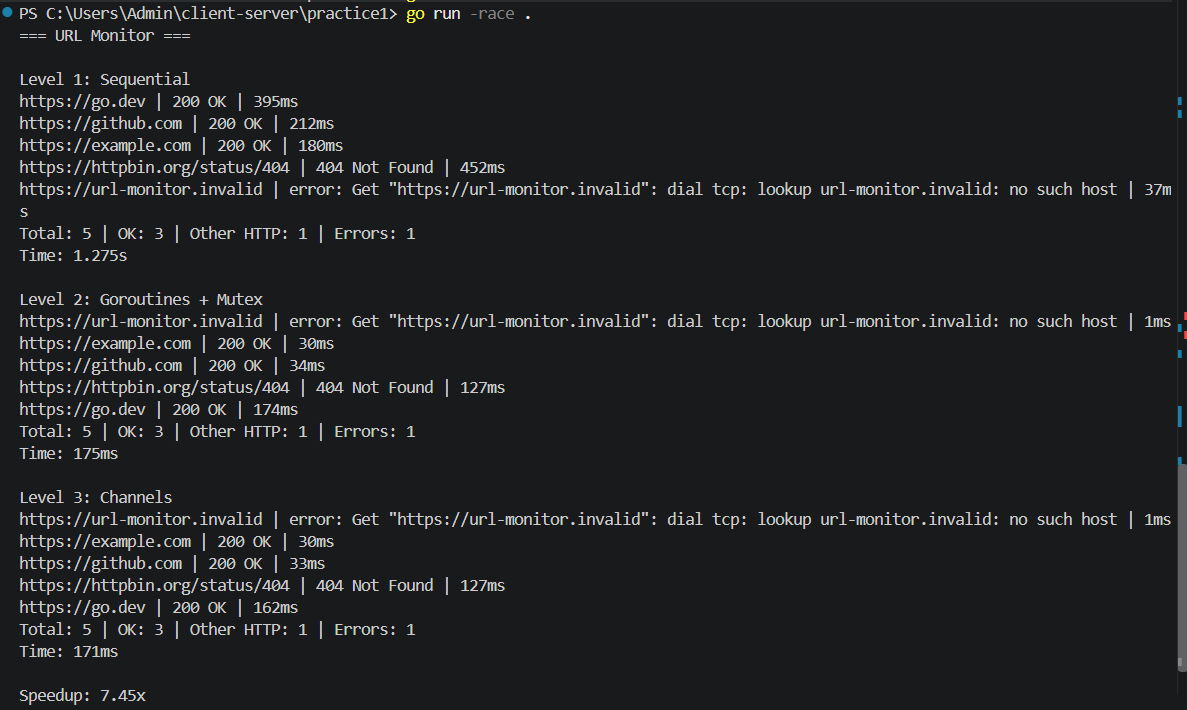 PS C:\Users\Admin\client-server\practice1> go run -race .
=== URL Monitor ===
Level 1: Sequential
https://go.dev | 200 OK | 395ms
https://github.com | 200 OK | 212ms
https://example.com | 200 OK | 180ms
https://httpbin.org/status/404 | 404 Not Found | 452ms
https://url-monitor.invalid | error: Get "https://url-monitor.invalid": dial tcp: lookup url-monitor.invalid: no such host | 37m
s
Total: 5 | OK: 3 | Other HTTP: 1 | Errors: 1
Time: 1.275s
Level 2: Goroutines + Mutex
https://url-monitor.invalid | error: Get "https://url-monitor.invalid": dial tcp: lookup url-monitor.invalid: no such host | 1ms
https://example.com | 200 OK | 30ms
https://github.com | 200 OK | 34ms
https://httpbin.org/status/404 | 404 Not Found | 127ms
https://go.dev | 200 OK | 174ms
Total: 5 | OK: 3 | Other HTTP: 1 | Errors: 1
Time: 175ms
Level 3: Channels
https://url-monitor.invalid | error: Get "https://url-monitor.invalid": dial tcp: lookup url-monitor.invalid: no such host | 1ms
https://example.com | 200 OK | 30ms
https://github.com | 200 OK | 33ms
https://httpbin.org/status/404 | 404 Not Found | 127ms
https://go.dev | 200 OK | 162ms
Total: 5 | OK: 3 | Other HTTP: 1 | Errors: 1
Time: 171ms
Speedup: 7.45x